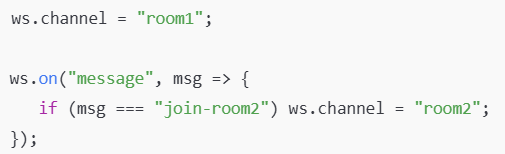 ws.channel = "room1";
ws.on("message", msg => {
if (msg === "join-room2") ws.channel = "room2";
});